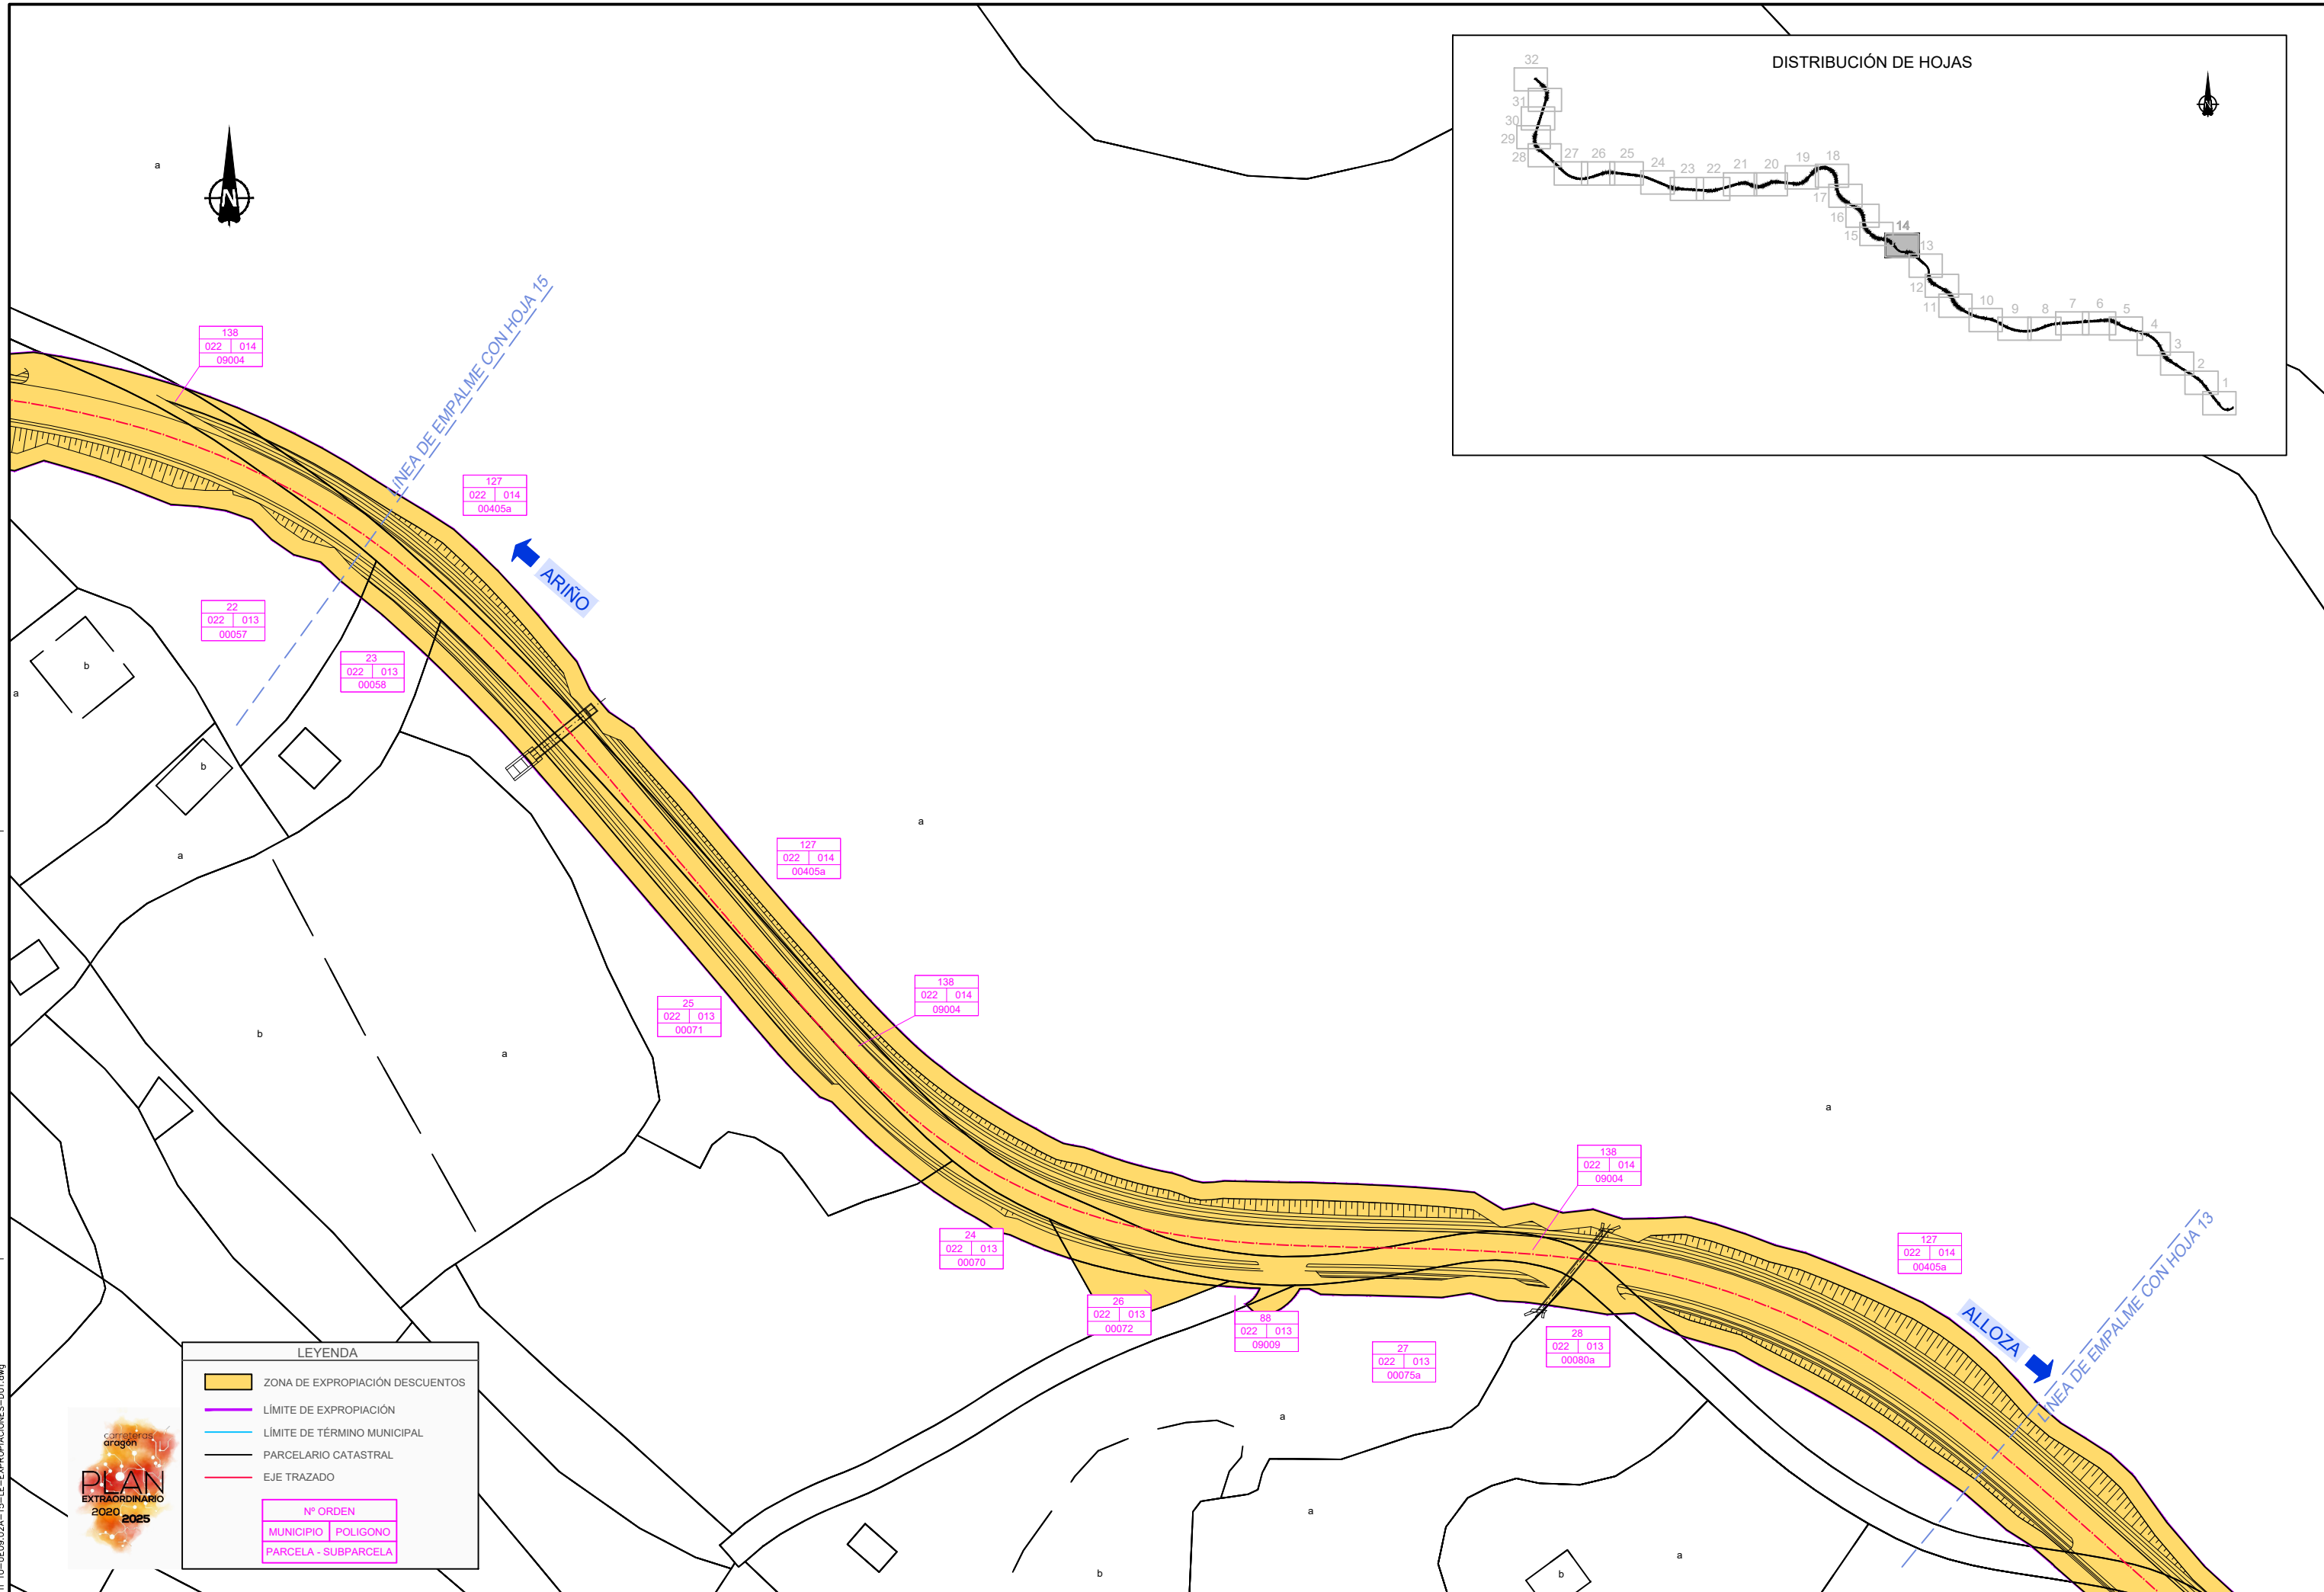 DISTRIBUCIÓN DE HOJAS
32
31
30
29
28
27
26
25
24
23
22
21
20
19
18
17
16
15
14
13
12
11
10
9
8
7
6
5
4
3
2
1
N
a
LÍNEA DE EMPALME CON HOJA 15
138
022 014
09004
127
022 014
00405a
ARIÑO
22
022 013
00057
23
022 013
00058
b
a
b
a
127
022 014
00405a
a
138
022 014
09004
25
022 013
00071
b
a
a
138
022 014
09004
24
022 013
00070
127
022 014
00405a
LÍNEA DE EMPALME CON HOJA 13
ALLOZA
26
022 013
00072
88
022 013
09009
27
022 013
00075a
28
022 013
00080a
a
a
a
b
b
LEYENDA
ZONA DE EXPROPIACIÓN DESCUENTOS
LÍMITE DE EXPROPIACIÓN
LÍMITE DE TÉRMINO MUNICIPAL
PARCELARIO CATASTRAL
EJE TRAZADO
Nº ORDEN
MUNICIPIO POLIGONO
PARCELA - SUBPARCELA
carreteras
aragón
PLAN
EXTRAORDINARIO
2020 2025